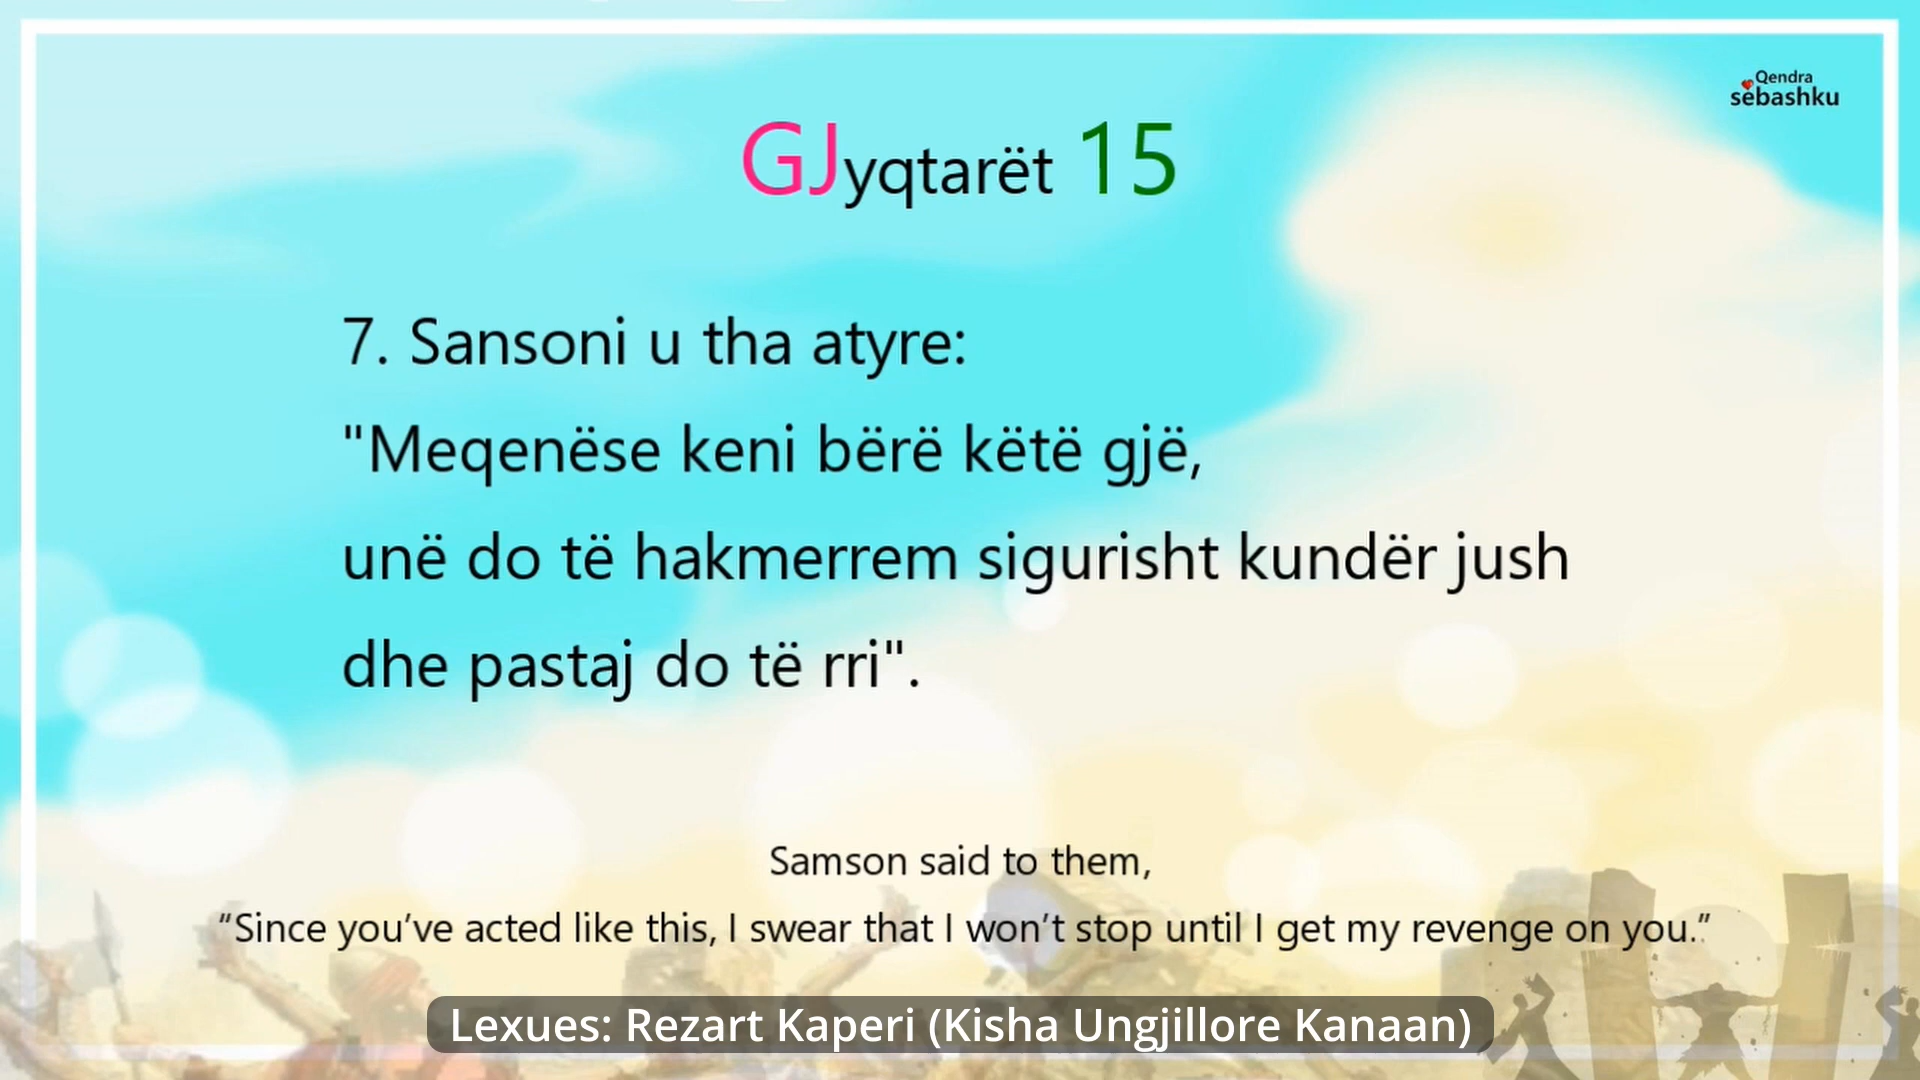 Qendra
sëbashku
GJyqtarët 15
7. Sansoni u tha atyre:
"Meqenëse keni bërë këtë gjë,
unë do të hakmerrem sigurisht kundër jush
dhe pastaj do të rri".
Samson said to them,
“Since you’ve acted like this, I swear that I won’t stop until I get my revenge on you.”
Lexues: Rezart Kaperi (Kisha Ungjillore Kanaan)